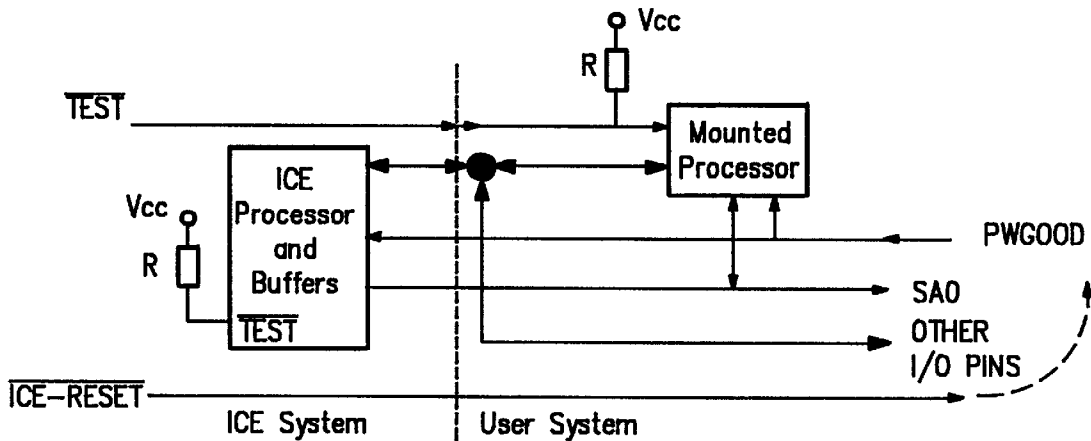 Vcc
R
TEST
Mounted
Processor
ICE
Processor
and
Buffers
Vcc
R
TEST
PWGOOD
SA0
OTHER
I/O PINS
ICE-RESET
ICE System
User System